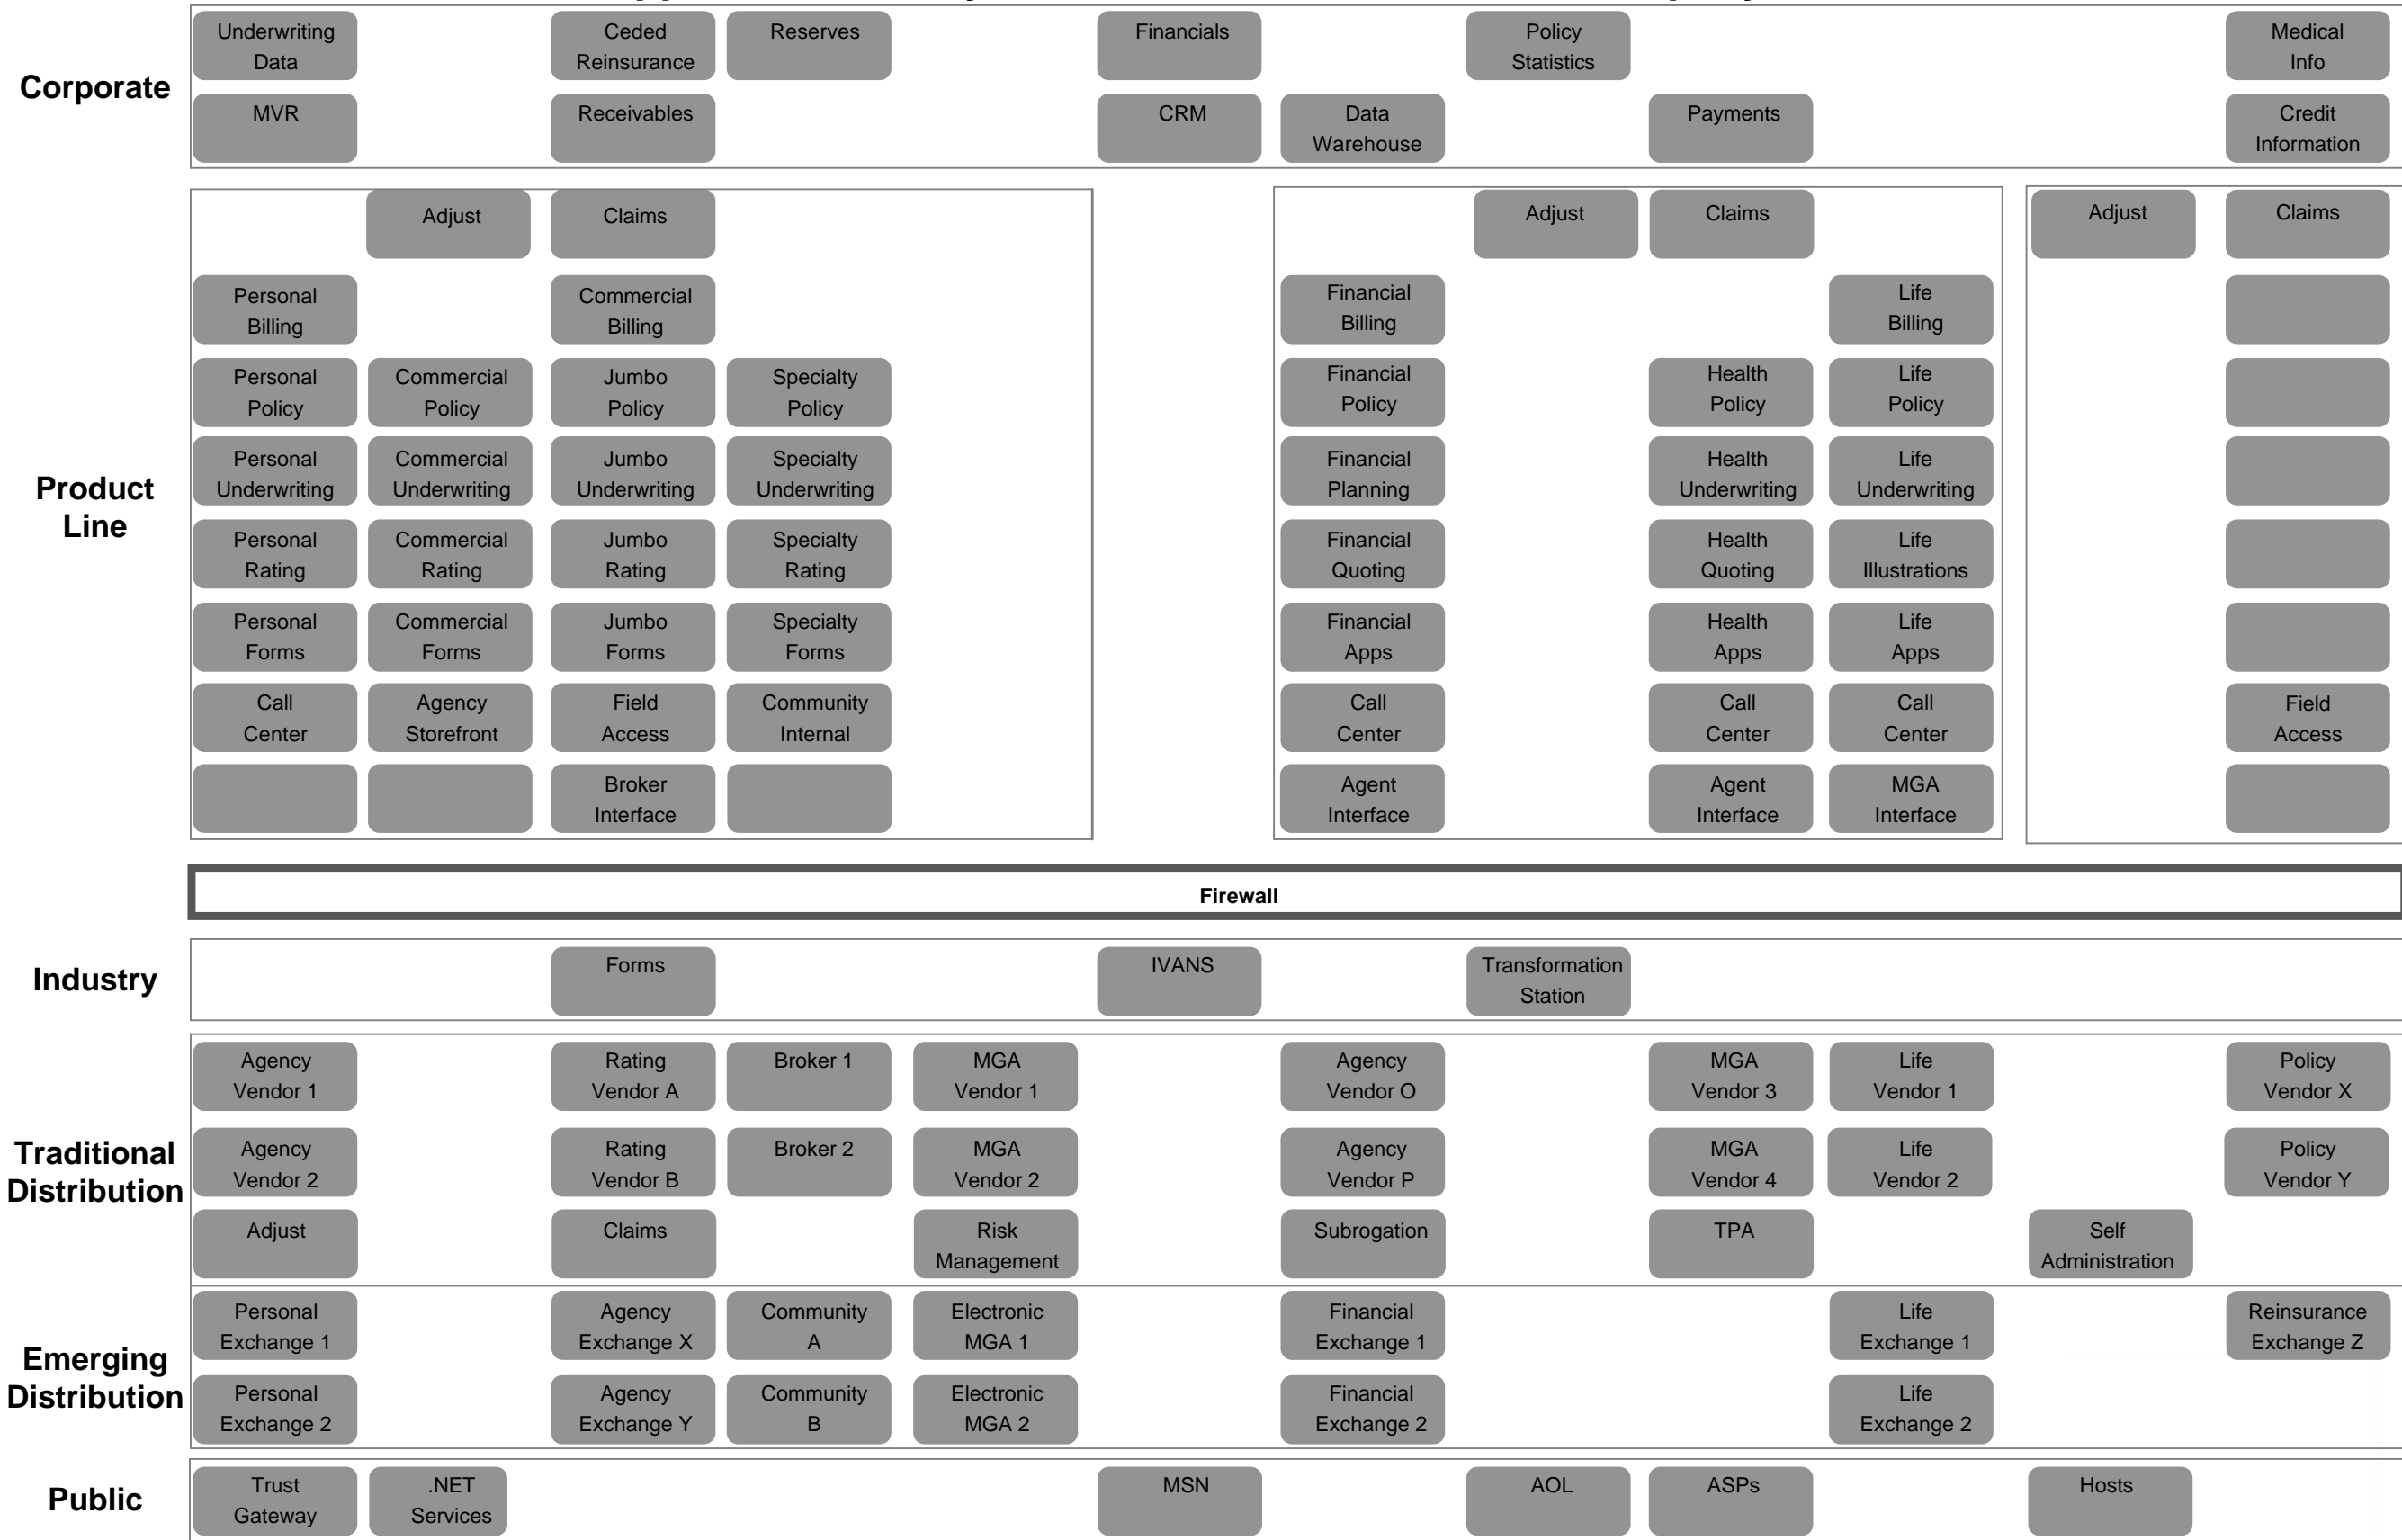 Corporate
Underwriting
Data
Ceded
Reinsurance
Reserves
Financials
Policy
Statistics
Medical
Info
MVR
Receivables
CRM
Data
Warehouse
Payments
Credit
Information
Product
Line
Adjust
Claims
Personal
Billing
Commercial
Billing
Personal
Policy
Commercial
Policy
Jumbo
Policy
Specialty
Policy
Personal
Underwriting
Commercial
Underwriting
Jumbo
Underwriting
Specialty
Underwriting
Personal
Rating
Commercial
Rating
Jumbo
Rating
Specialty
Rating
Personal
Forms
Commercial
Forms
Jumbo
Forms
Specialty
Forms
Call
Center
Agency
Storefront
Field
Access
Community
Internal
Broker
Interface
Adjust
Claims
Financial
Billing
Life
Billing
Financial
Policy
Health
Policy
Life
Policy
Financial
Planning
Health
Underwriting
Life
Underwriting
Financial
Quoting
Health
Quoting
Life
Illustrations
Financial
Apps
Health
Apps
Life
Apps
Call
Center
Call
Center
Call
Center
Agent
Interface
Agent
Interface
MGA
Interface
Adjust
Claims
Field
Access
Firewall
Industry
Forms
IVANS
Transformation
Station
Traditional
Distribution
Agency
Vendor 1
Rating
Vendor A
Broker 1
MGA
Vendor 1
Agency
Vendor O
MGA
Vendor 3
Life
Vendor 1
Policy
Vendor X
Agency
Vendor 2
Rating
Vendor B
Broker 2
MGA
Vendor 2
Agency
Vendor P
MGA
Vendor 4
Life
Vendor 2
Policy
Vendor Y
Adjust
Claims
Risk
Management
Subrogation
TPA
Self
Administration
Emerging
Distribution
Personal
Exchange 1
Agency
Exchange X
Community
A
Electronic
MGA 1
Financial
Exchange 1
Life
Exchange 1
Reinsurance
Exchange Z
Personal
Exchange 2
Agency
Exchange Y
Community
B
Electronic
MGA 2
Financial
Exchange 2
Life
Exchange 2
Public
Trust
Gateway
.NET
Services
MSN
AOL
ASPs
Hosts